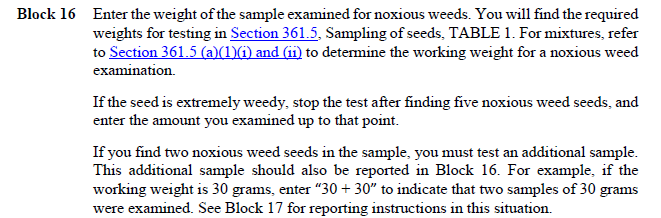 Block 16 Enter the weight of the sample examined for noxious weeds. You will find the required
weights for testing in Section 361.5, Sampling of seeds, TABLE 1. For mixtures, refer
to Section 361.5 (a)(1)(i) and (ii) to determine the working weight for a noxious weed
examination.
If the seed is extremely weedy, stop the test after finding five noxious weed seeds, and
enter the amount you examined up to that point.
If you find two noxious weed seeds in the sample, you must test an additional sample.
This additional sample should also be reported in Block 16. For example, if the
working weight is 30 grams, enter “30 + 30” to indicate that two samples of 30 grams
were examined. See Block 17 for reporting instructions in this situation.